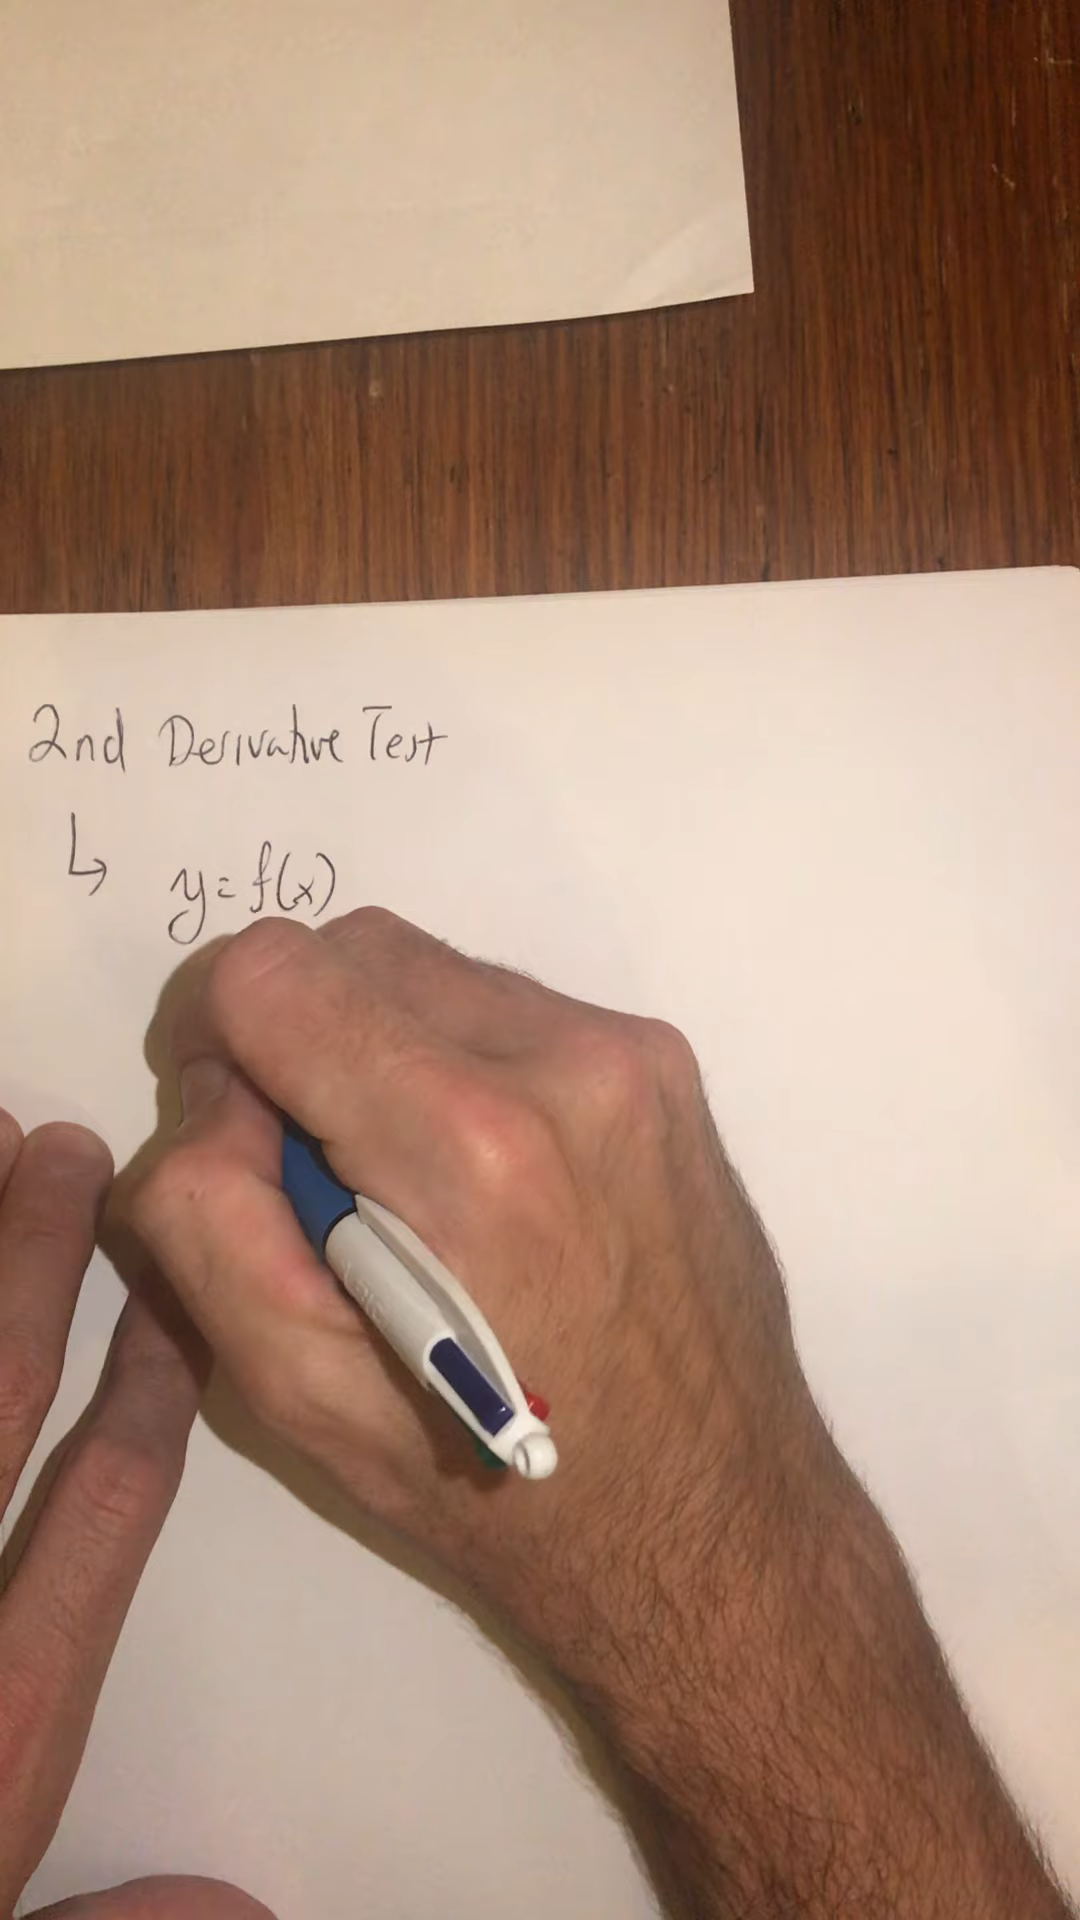 2nd Derivative Test
↳ y = f(x)